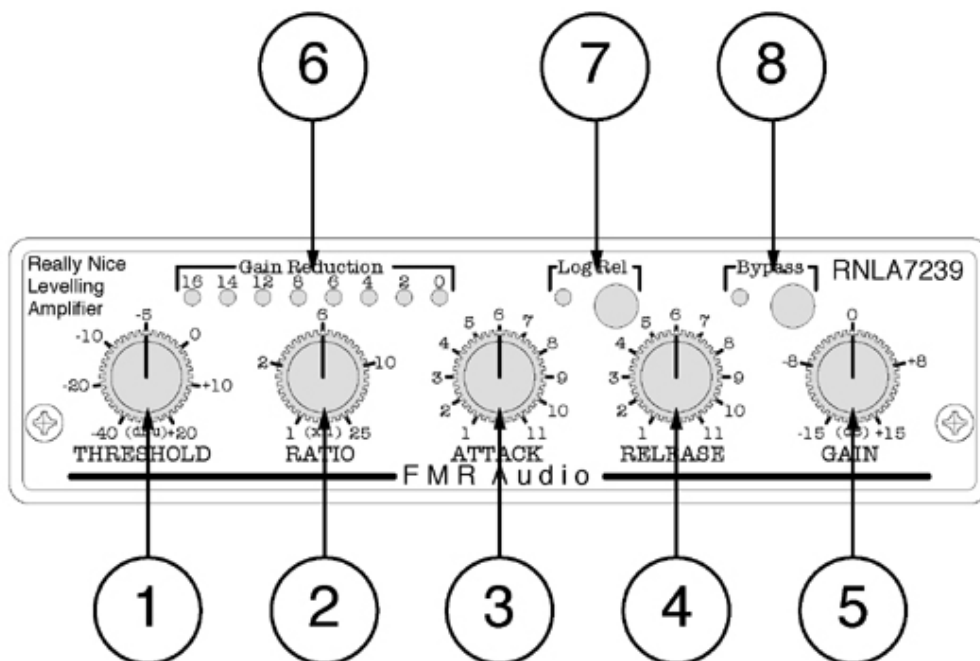 6 7 8
Really Nice
Levelling
Amplifier
Gain Reduction
16 14 12 8 6 4 2 0
Log Rel
Bypass
RNLA7239
-40 -20 -10 -5 0 +10 +20
(dBu)
THRESHOLD
1 2 6 10 25
(x:1)
RATIO
1 2 3 4 5 6 7 8 9 10 11
ATTACK
1 2 3 4 5 6 7 8 9 10 11
RELEASE
-15 -8 0 +8 +15
(dB)
GAIN
FMR Audio
1 2 3 4 5